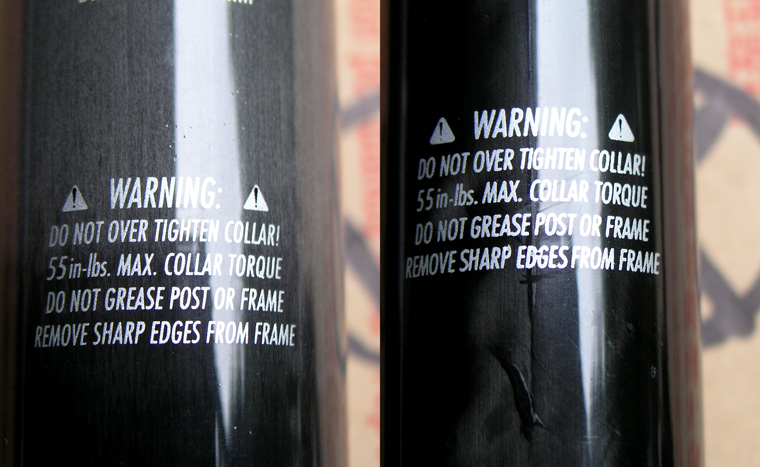 WARNING:
DO NOT OVER TIGHTEN COLLAR!
55 in-lbs. MAX. COLLAR TORQUE
DO NOT GREASE POST OR FRAME
REMOVE SHARP EDGES FROM FRAME
WARNING:
DO NOT OVER TIGHTEN COLLAR!
55 in-lbs. MAX. COLLAR TORQUE
DO NOT GREASE POST OR FRAME
REMOVE SHARP EDGES FROM FRAME